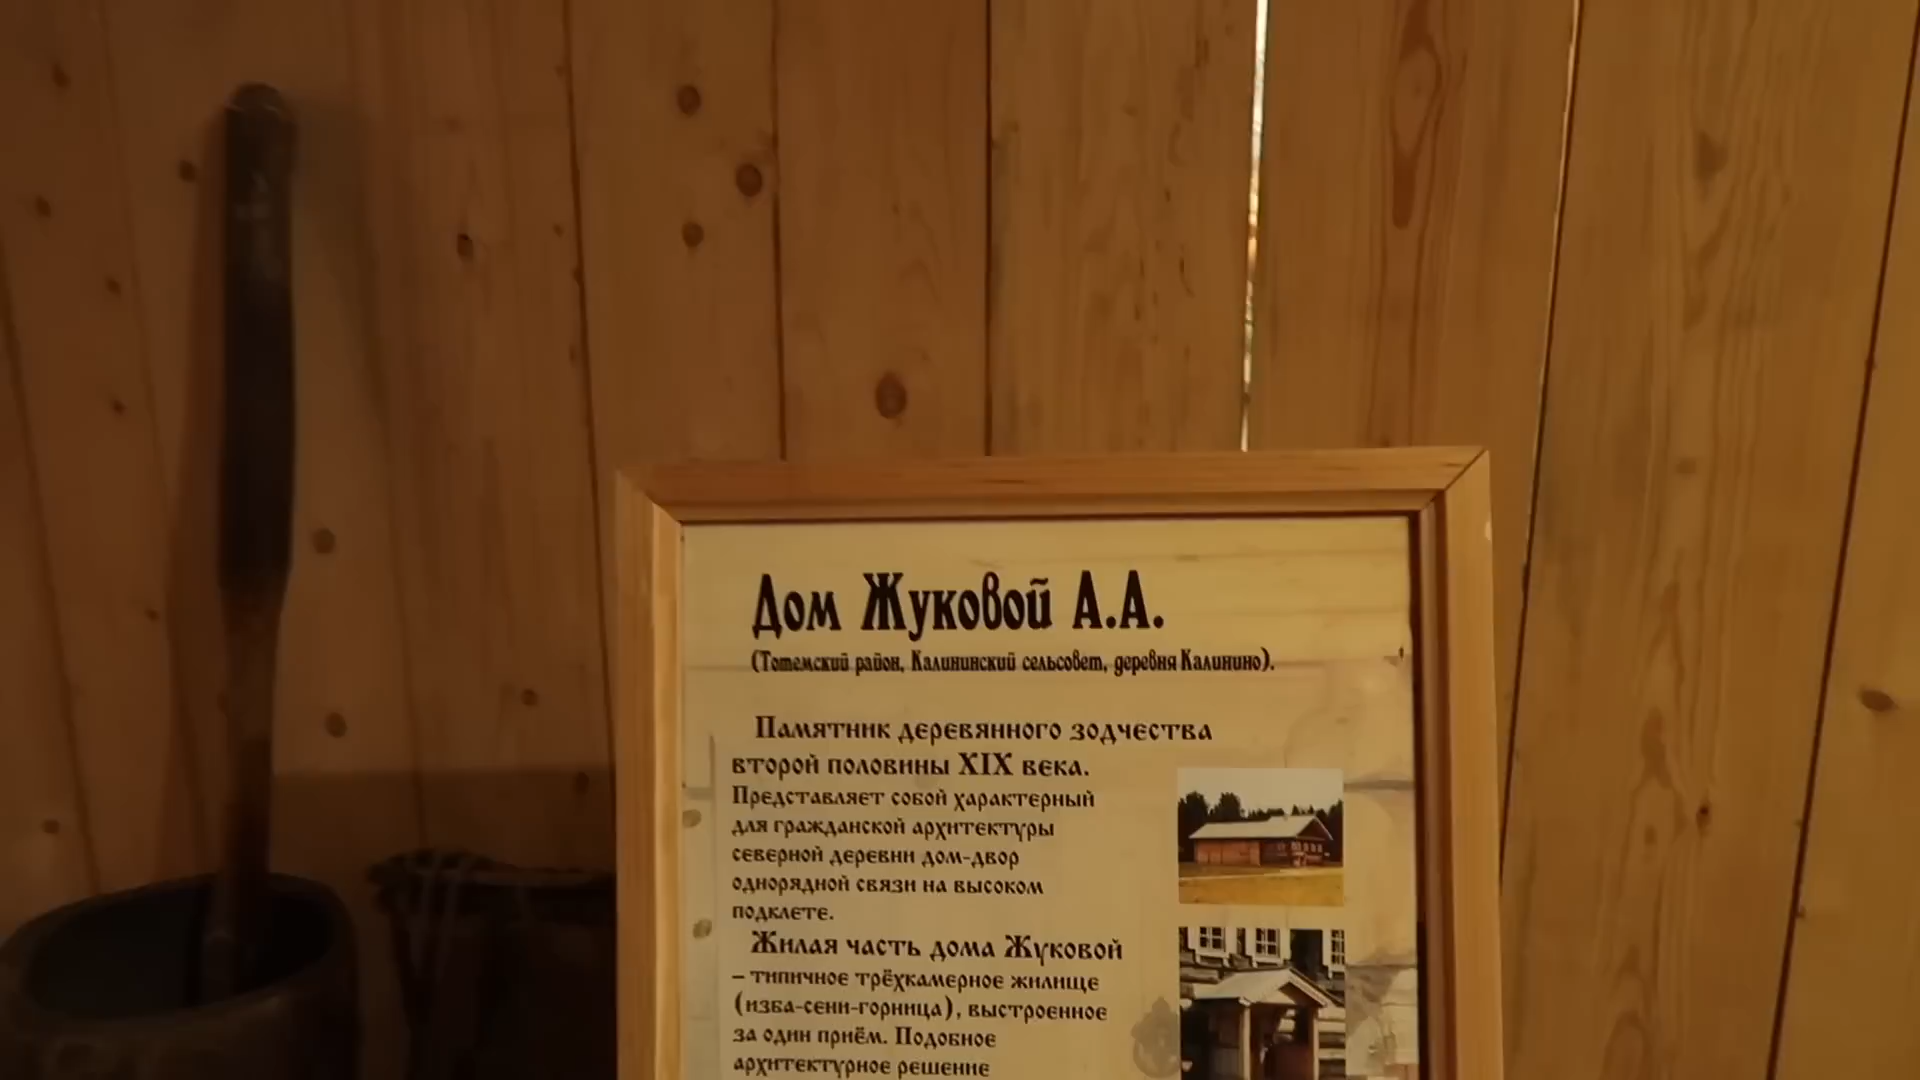 Дом Жуковой А.А.
(Тотемский район, Калининский сельсовет, деревня Калинино).
Памятник деревянного зодчества
второй половины XIX века.
Представляет собой характерный
для гражданской архитектуры
северной деревни дом-двор
однорядной связи на высоком
подклете.
Жилая часть дома Жуковой
– типичное трёхкамерное жилище
(изба-сени-горница), выстроенное
за один приём. Подобное
архитектурное решение